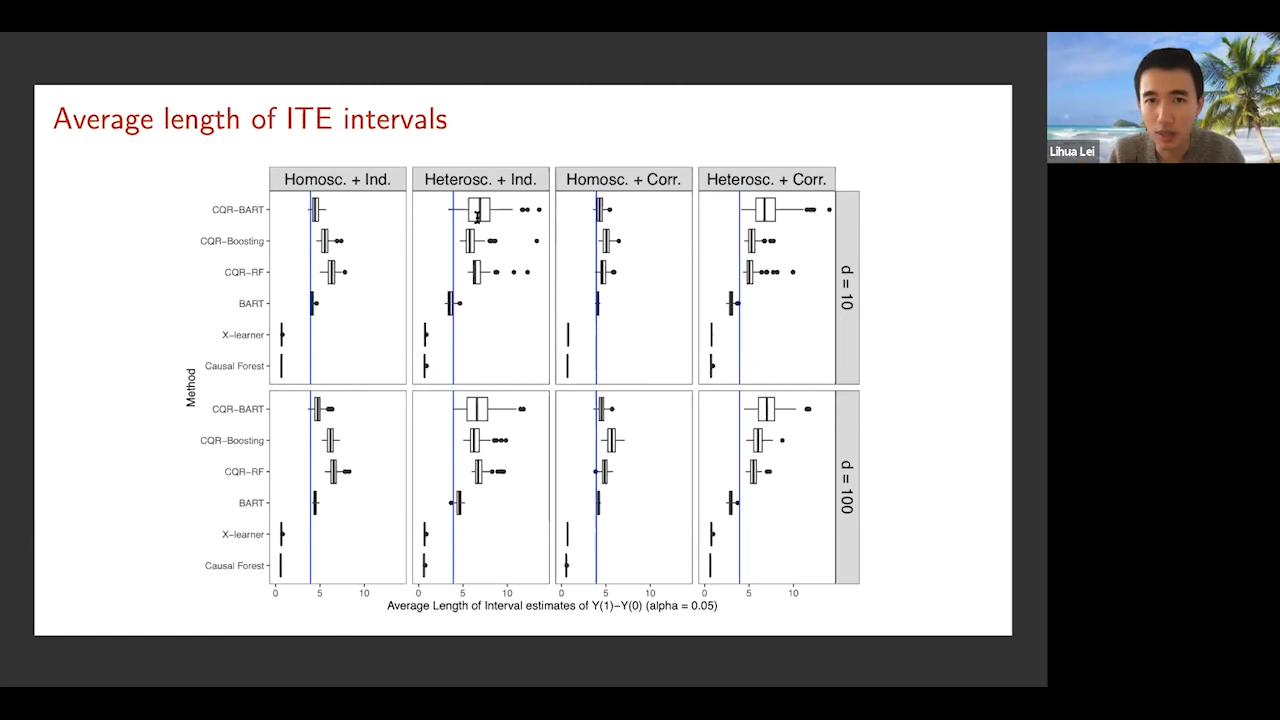 Average length of ITE intervals
Lihua Lei
Homosc. + Ind. Heterosc. + Ind. Homosc. + Corr. Heterosc. + Corr.
CQR−BART
CQR−Boosting
CQR−RF
BART
X−learner
Causal Forest
d = 10
Method
CQR−BART
CQR−Boosting
CQR−RF
BART
X−learner
Causal Forest
d = 100
0 5 10 0 5 10 0 5 10 0 5 10
Average Length of Interval estimates of Y(1)−Y(0) (alpha = 0.05)